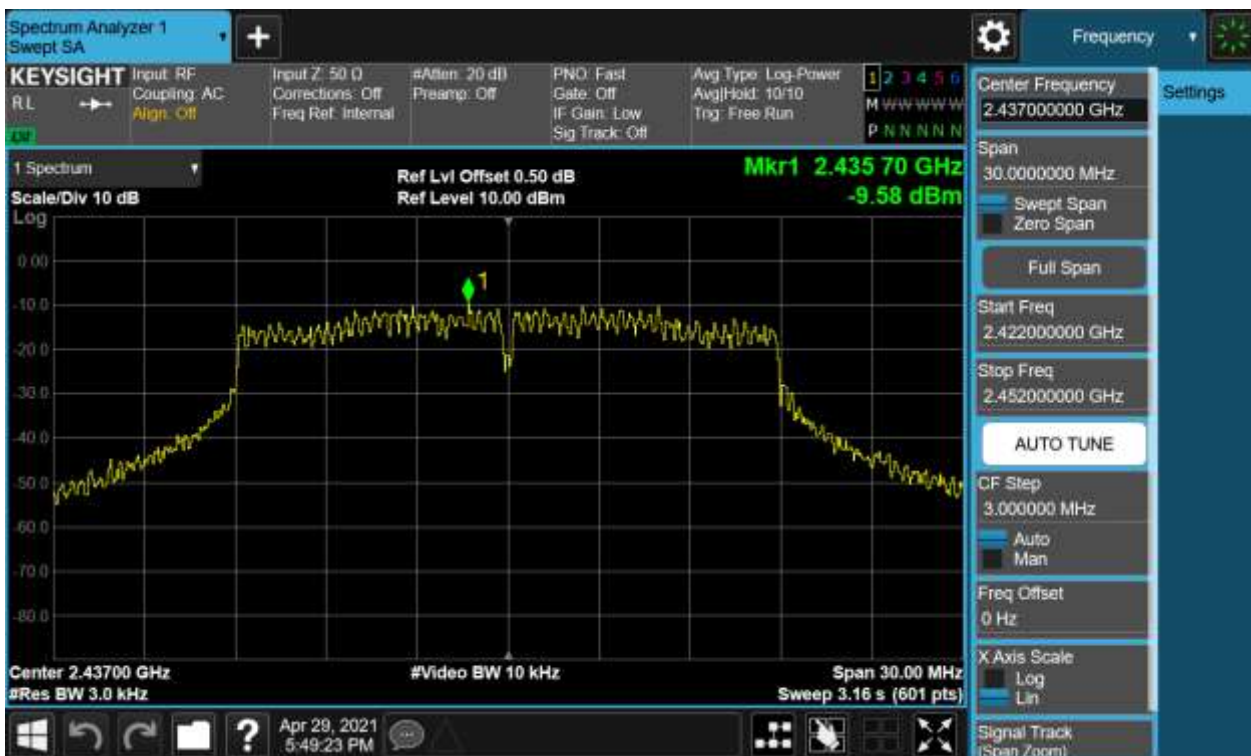 Spectrum Analyzer 1
Swept SA
+
Frequency
KEYSIGHT
RL
Input: RF
Coupling: AC
Align: Off
Input Z: 50 Ω
Corrections: Off
Freq Ref: Internal
#Atten: 20 dB
Preamp: Off
PNO: Fast
Gate: Off
IF Gain: Low
Sig Track: Off
Avg Type: Log-Power
Avg|Hold: 10/10
Trig: Free Run
1 2 3 4 5 6
M W W W W W
P N N N N N
1 Spectrum
Scale/Div 10 dB
Log
Ref Lvl Offset 0.50 dB
Ref Level 10.00 dBm
Mkr1 2.435 70 GHz
-9.58 dBm
1
0.00
-10.0
-20.0
-30.0
-40.0
-50.0
-60.0
-70.0
-80.0
Center 2.43700 GHz
#Res BW 3.0 kHz
#Video BW 10 kHz
Span 30.00 MHz
Sweep 3.16 s (601 pts)
Center Frequency
2.437000000 GHz
Settings
Span
30.0000000 MHz
Swept Span
Zero Span
Full Span
Start Freq
2.422000000 GHz
Stop Freq
2.452000000 GHz
AUTO TUNE
CF Step
3.000000 MHz
Auto
Man
Freq Offset
0 Hz
X Axis Scale
Log
Lin
Signal Track
(Span Zoom)
?
Apr 29, 2021
5:49:23 PM